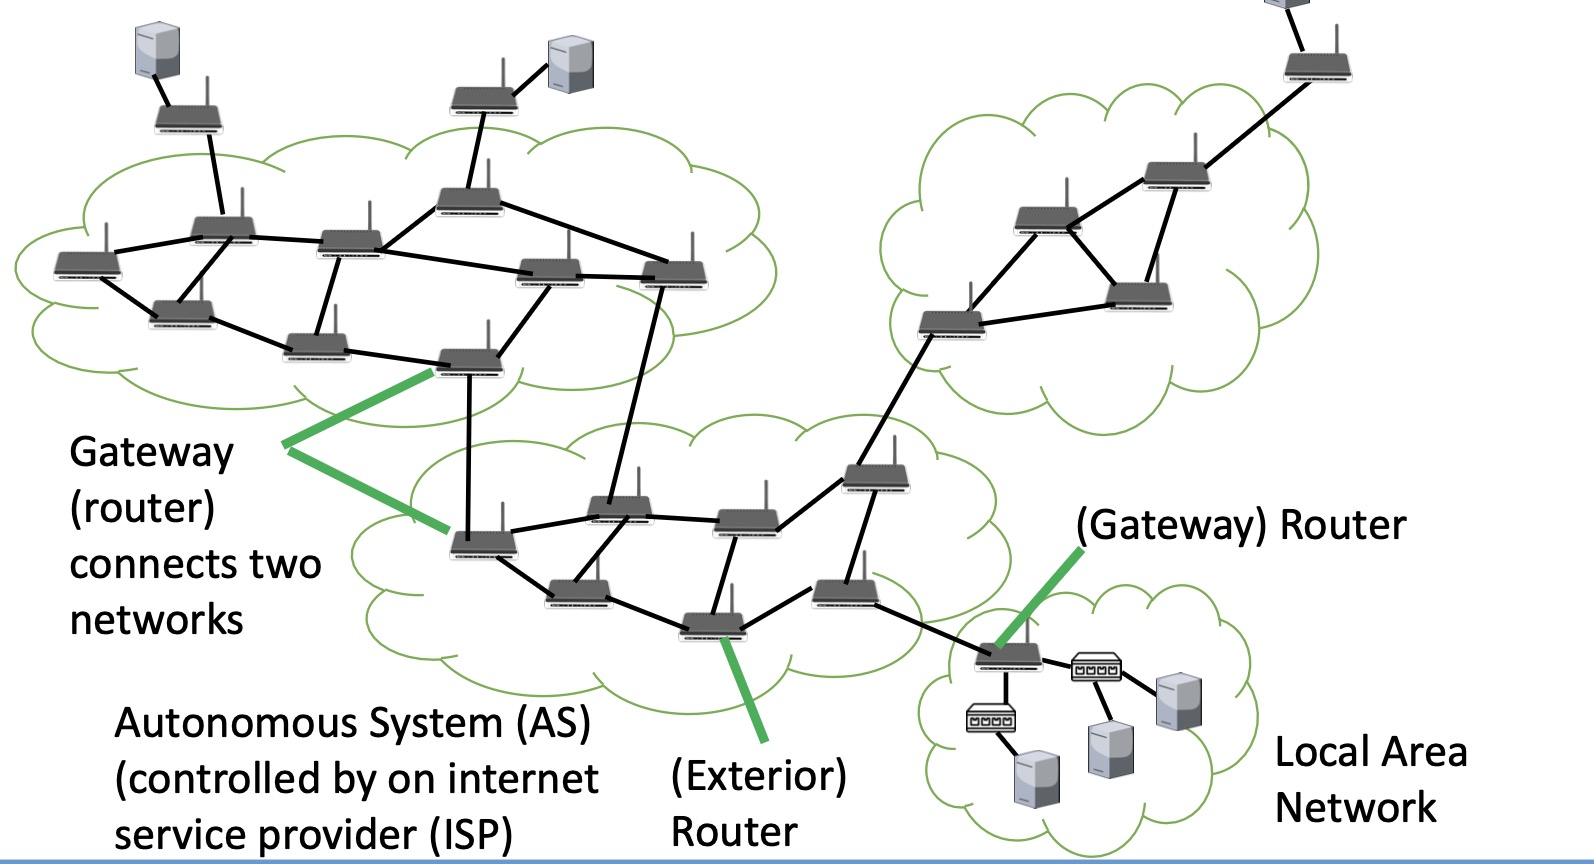 Gateway
(router)
connects two
networks
(Gateway) Router
Autonomous System (AS)
(controlled by on internet
service provider (ISP)
(Exterior)
Router
Local Area
Network